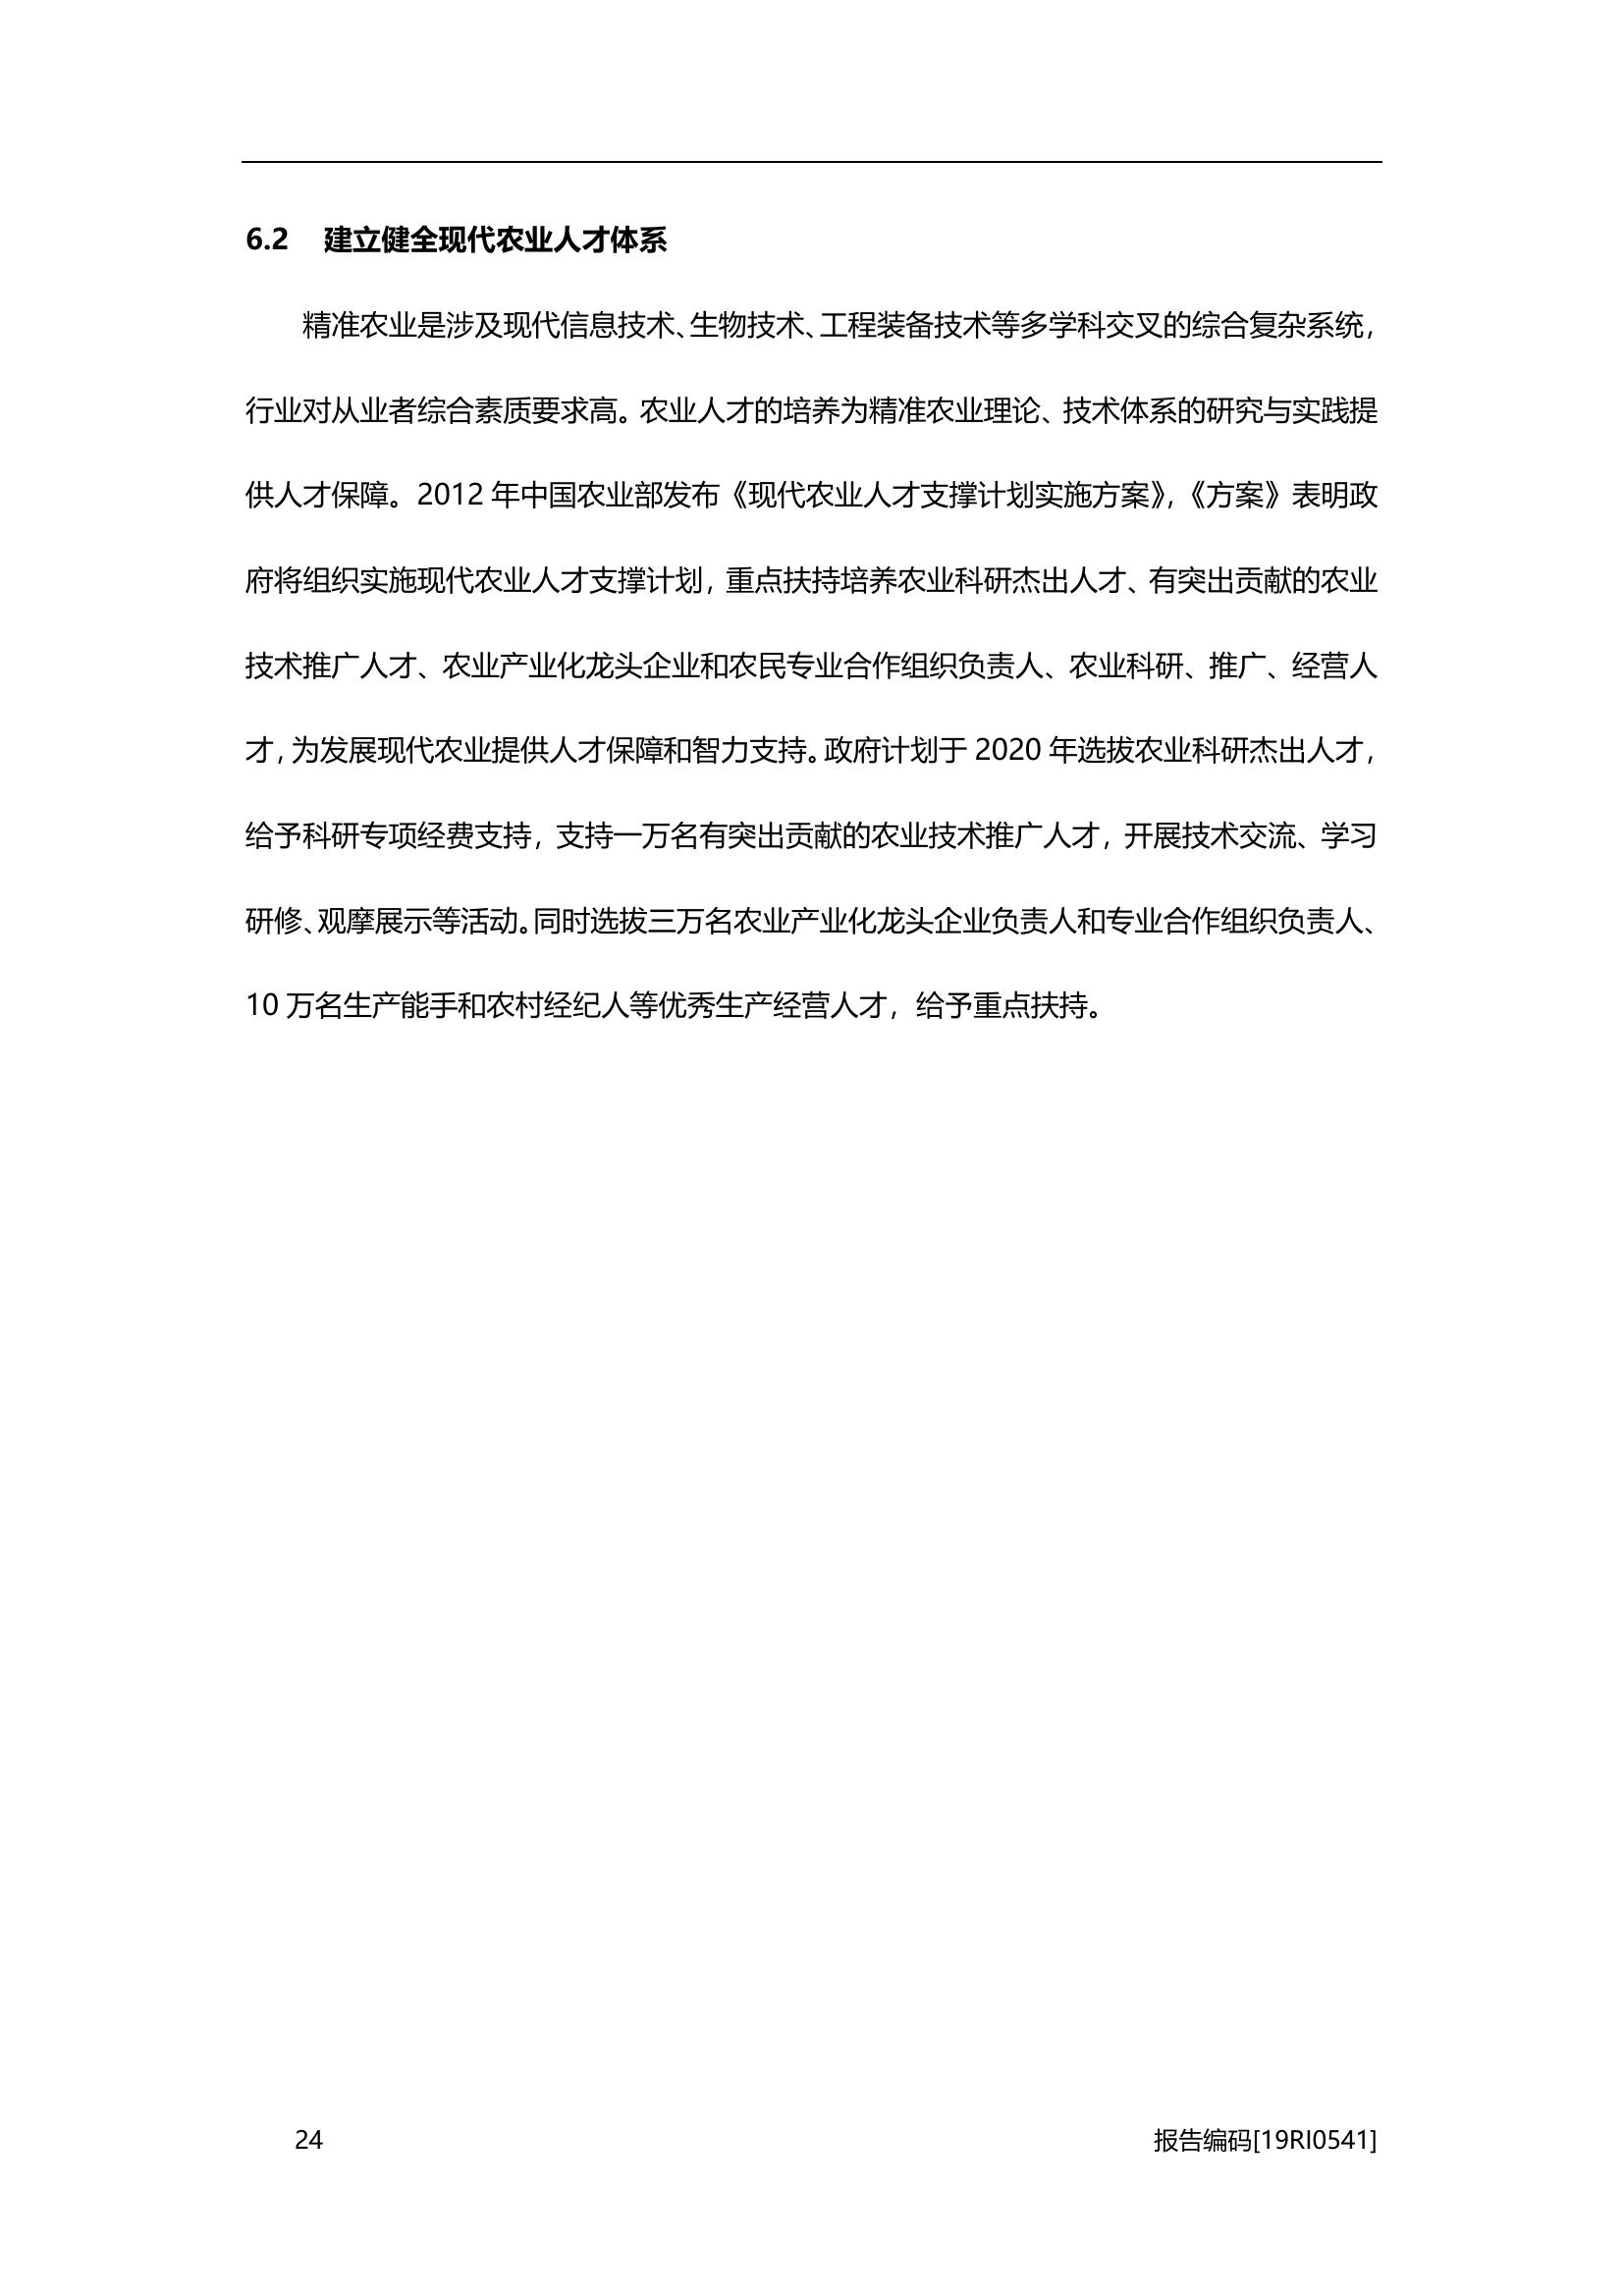 6.2 建立健全现代农业人才体系
精准农业是涉及现代信息技术、生物技术、工程装备技术等多学科交叉的综合复杂系统，
行业对从业者综合素质要求高。农业人才的培养为精准农业理论、技术体系的研究与实践提
供人才保障。2012 年中国农业部发布《现代农业人才支撑计划实施方案》，《方案》表明政
府将组织实施现代农业人才支撑计划，重点扶持培养农业科研杰出人才、有突出贡献的农业
技术推广人才、农业产业化龙头企业和农民专业合作组织负责人、农业科研、推广、经营人
才，为发展现代农业提供人才保障和智力支持。政府计划于 2020 年选拔农业科研杰出人才，
给予科研专项经费支持，支持一万名有突出贡献的农业技术推广人才，开展技术交流、学习
研修、观摩展示等活动。同时选拔三万名农业产业化龙头企业负责人和专业合作组织负责人、
10 万名生产能手和农村经纪人等优秀生产经营人才，给予重点扶持。
24 报告编码[19RI0541]